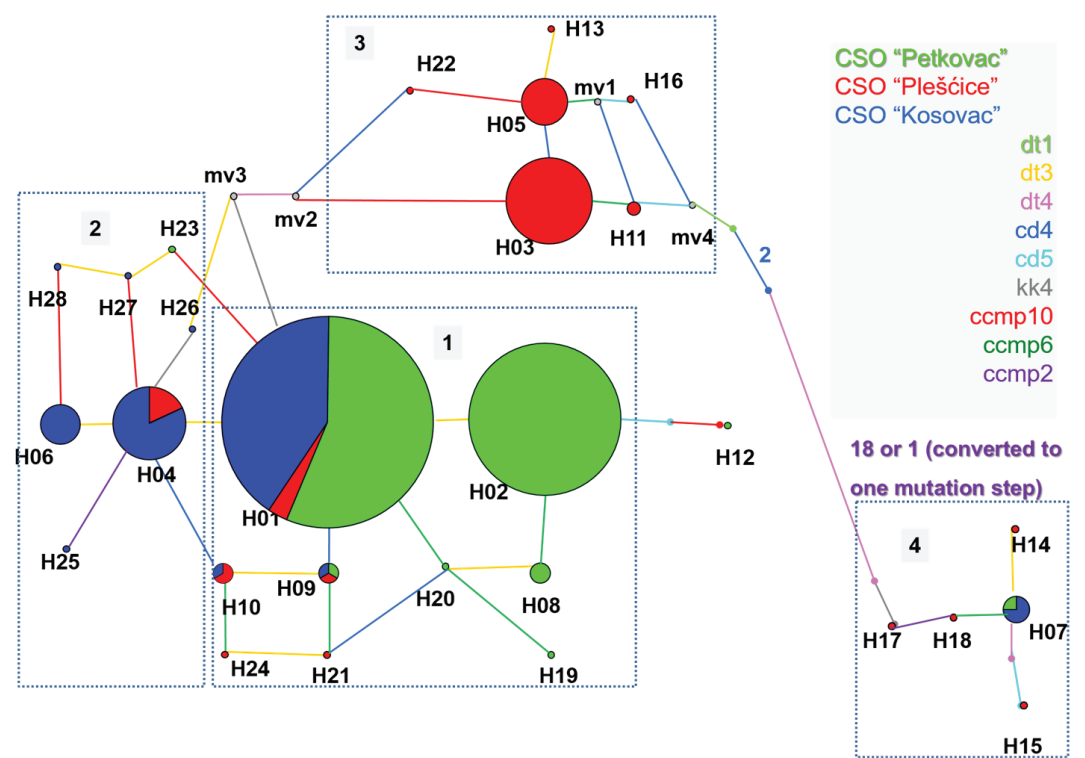 3
H13
H22
mv1
H16
H05
CSO “Petkovac”
CSO “Plešćice”
CSO “Kosovac”
dt1
dt3
dt4
cd4
cd5
kk4
ccmp10
ccmp6
ccmp2
mv3
mv2
H03
H11
mv4
2
2
H23
H28
H27
H26
1
H06
H04
H01
H02
H12
18 or 1 (converted to
one mutation step)
H25
H10
H09
H20
H08
H24
H21
H19
4
H14
H07
H17
H18
H15